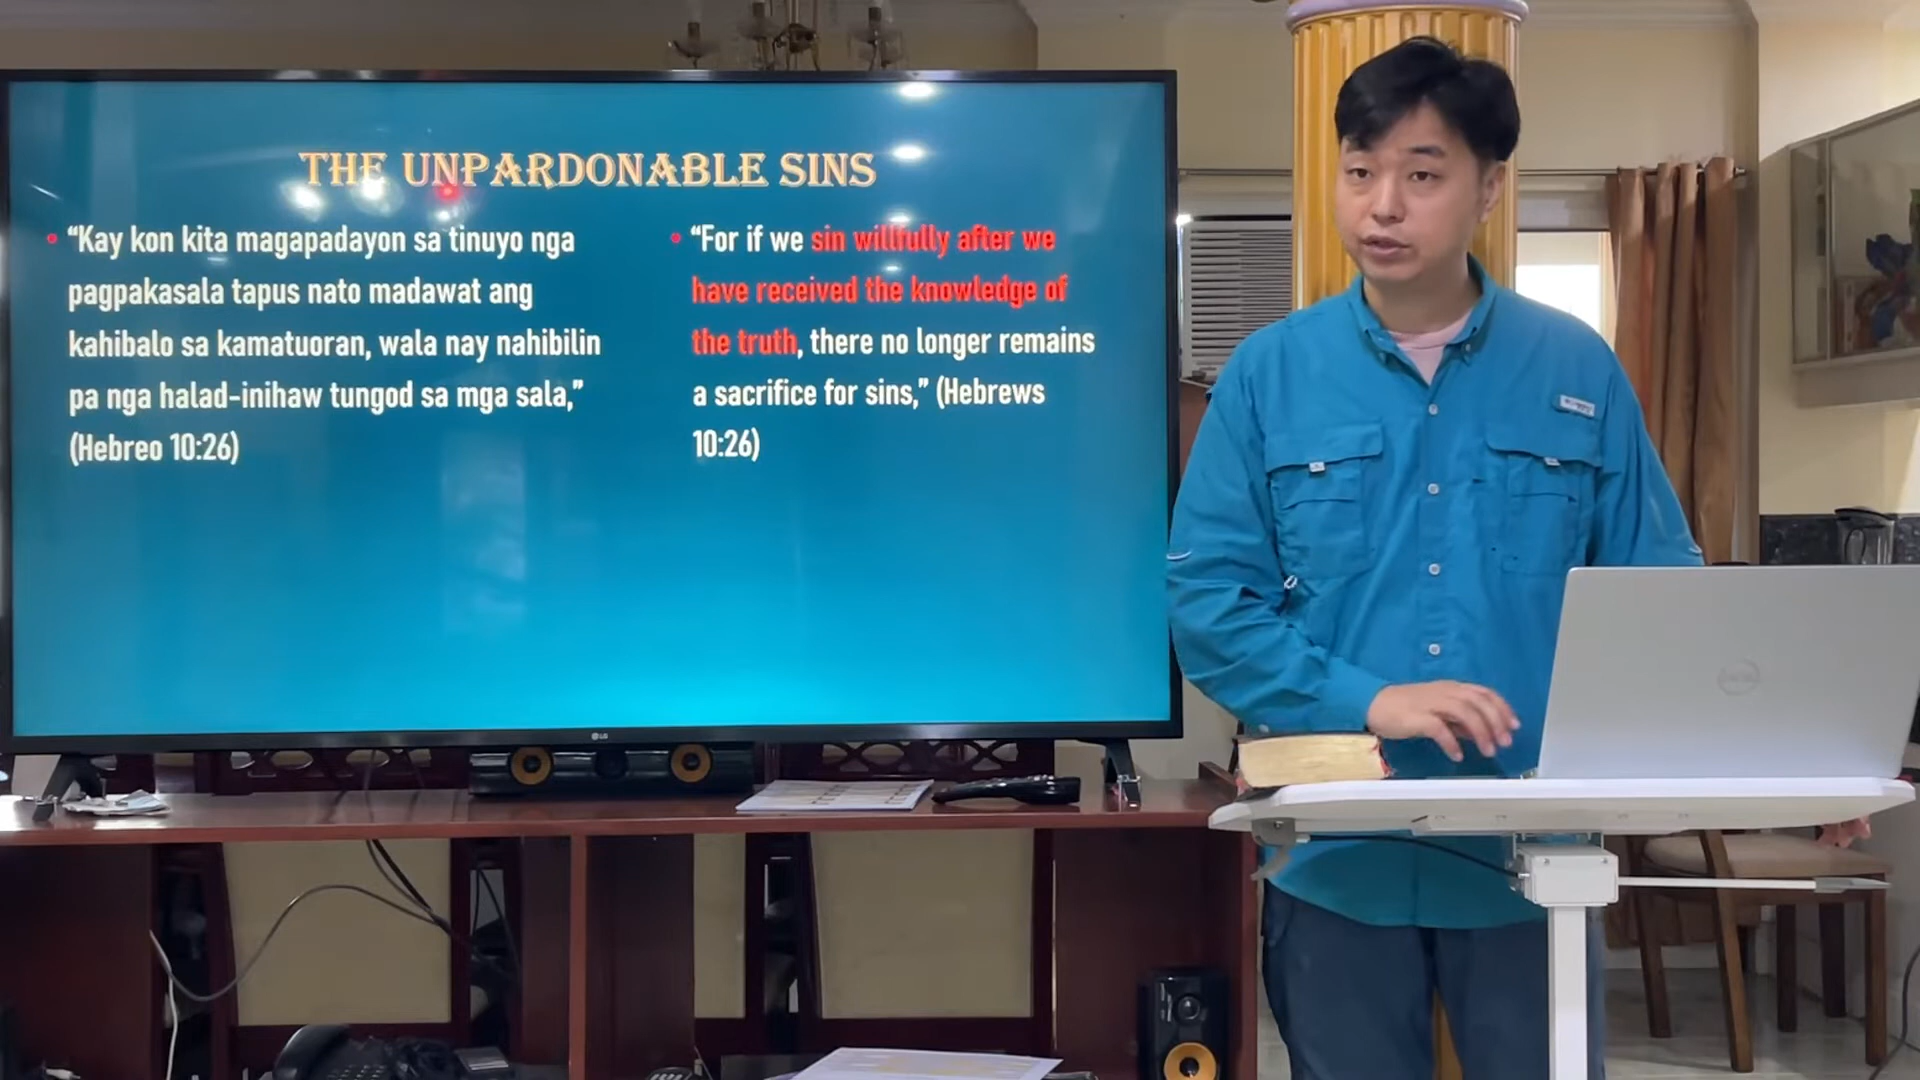 THE UNPARDONABLE SINS
“Kay kon kita magapadayon sa tinuyo nga
pagpakasala tapus nato madawat ang
kahibalo sa kamatuoran, wala nay nahibilin
pa nga halad-inihaw tungod sa mga sala,”
(Hebreo 10:26)
“For if we sin willfully after we
have received the knowledge of
the truth, there no longer remains
a sacrifice for sins,” (Hebrews
10:26)
LG
DELL